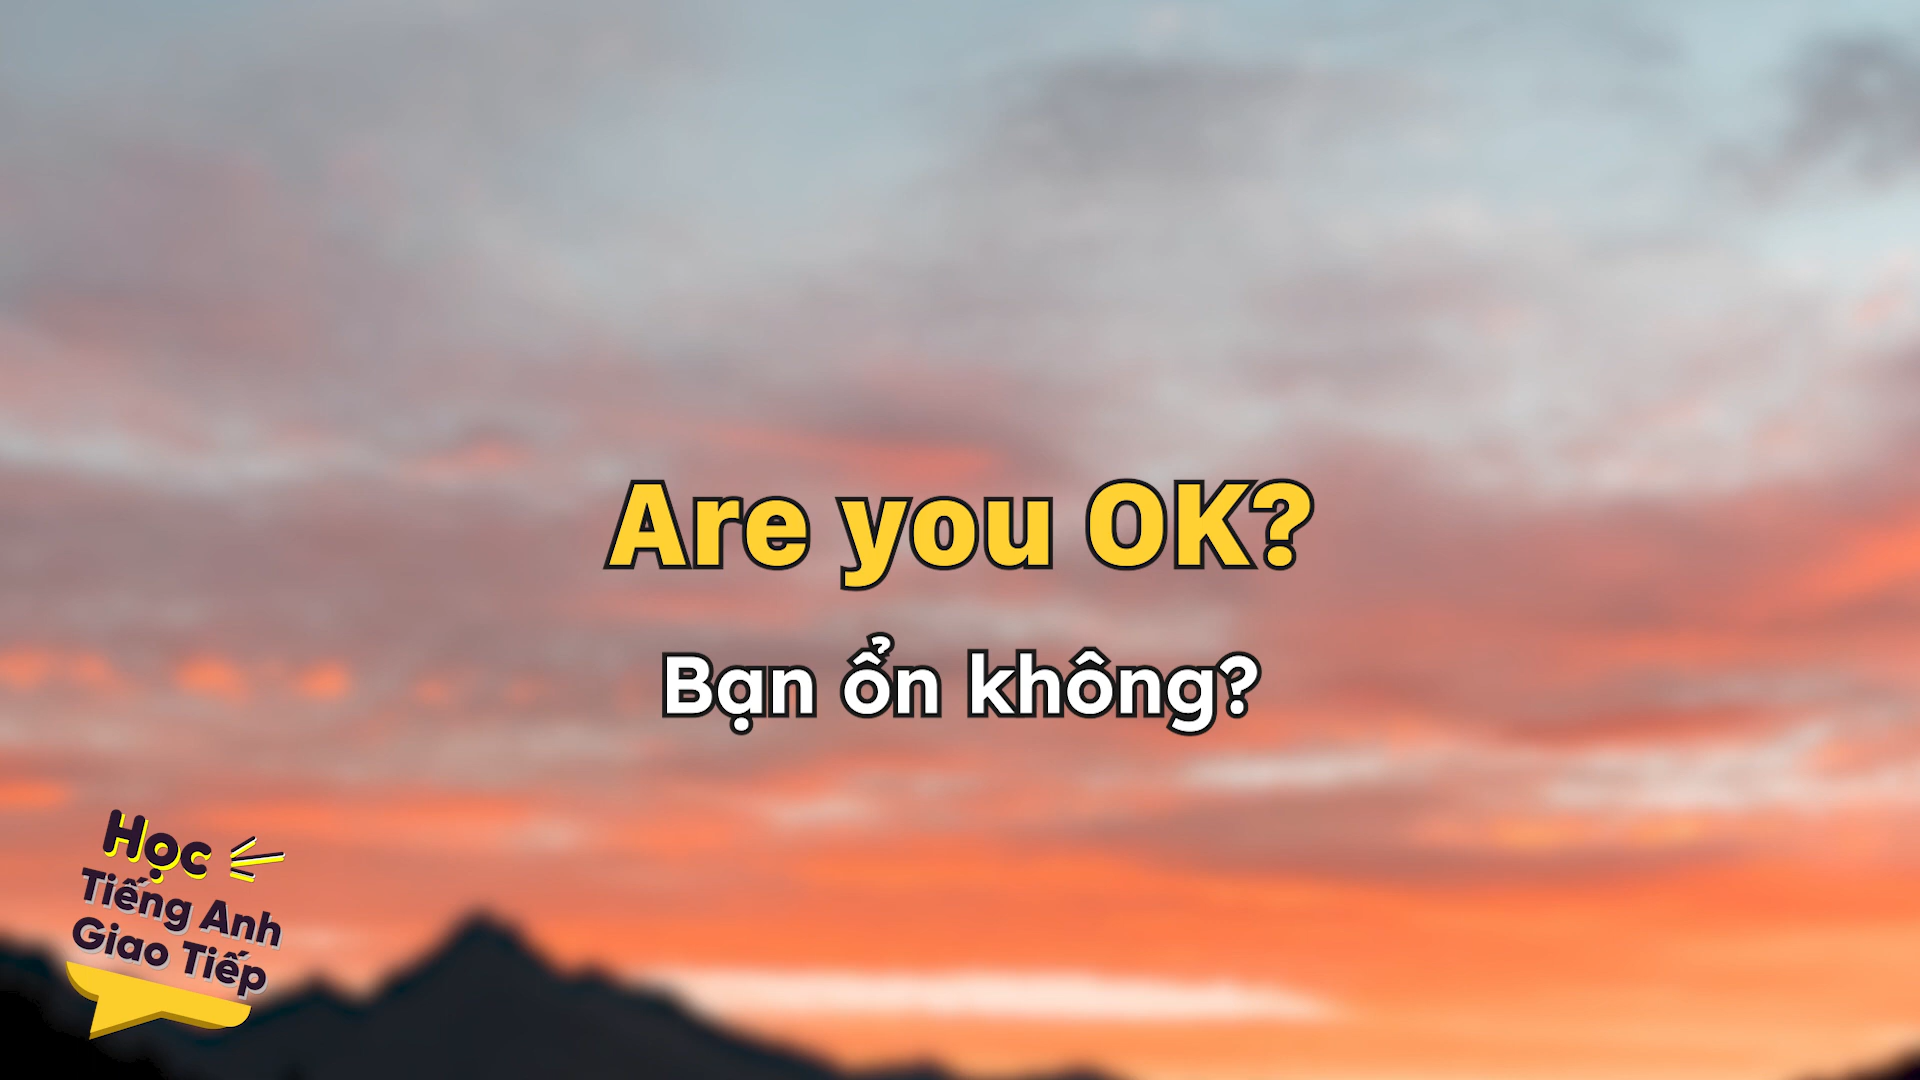 Are you OK?
Bạn ổn không?
Học
Tiếng Anh
Giao Tiếp